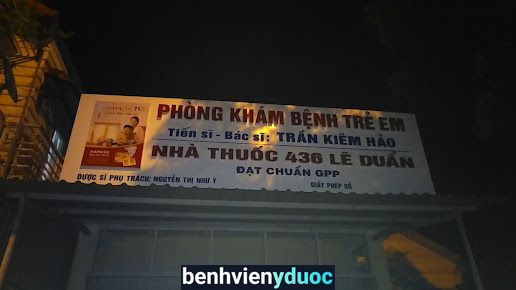 PHÒNG KHÁM BỆNH TRẺ EM
Tiến sĩ - Bác sĩ: TRẦN KIÊM HẢO
NHÀ THUỐC 436 LÊ DUẨN
ĐẠT CHUẨN GPP
DƯỢC SĨ PHỤ TRÁCH: NGUYỄN THỊ NHƯ Ý
GIẤY PHÉP SỐ
benhvienyduoc